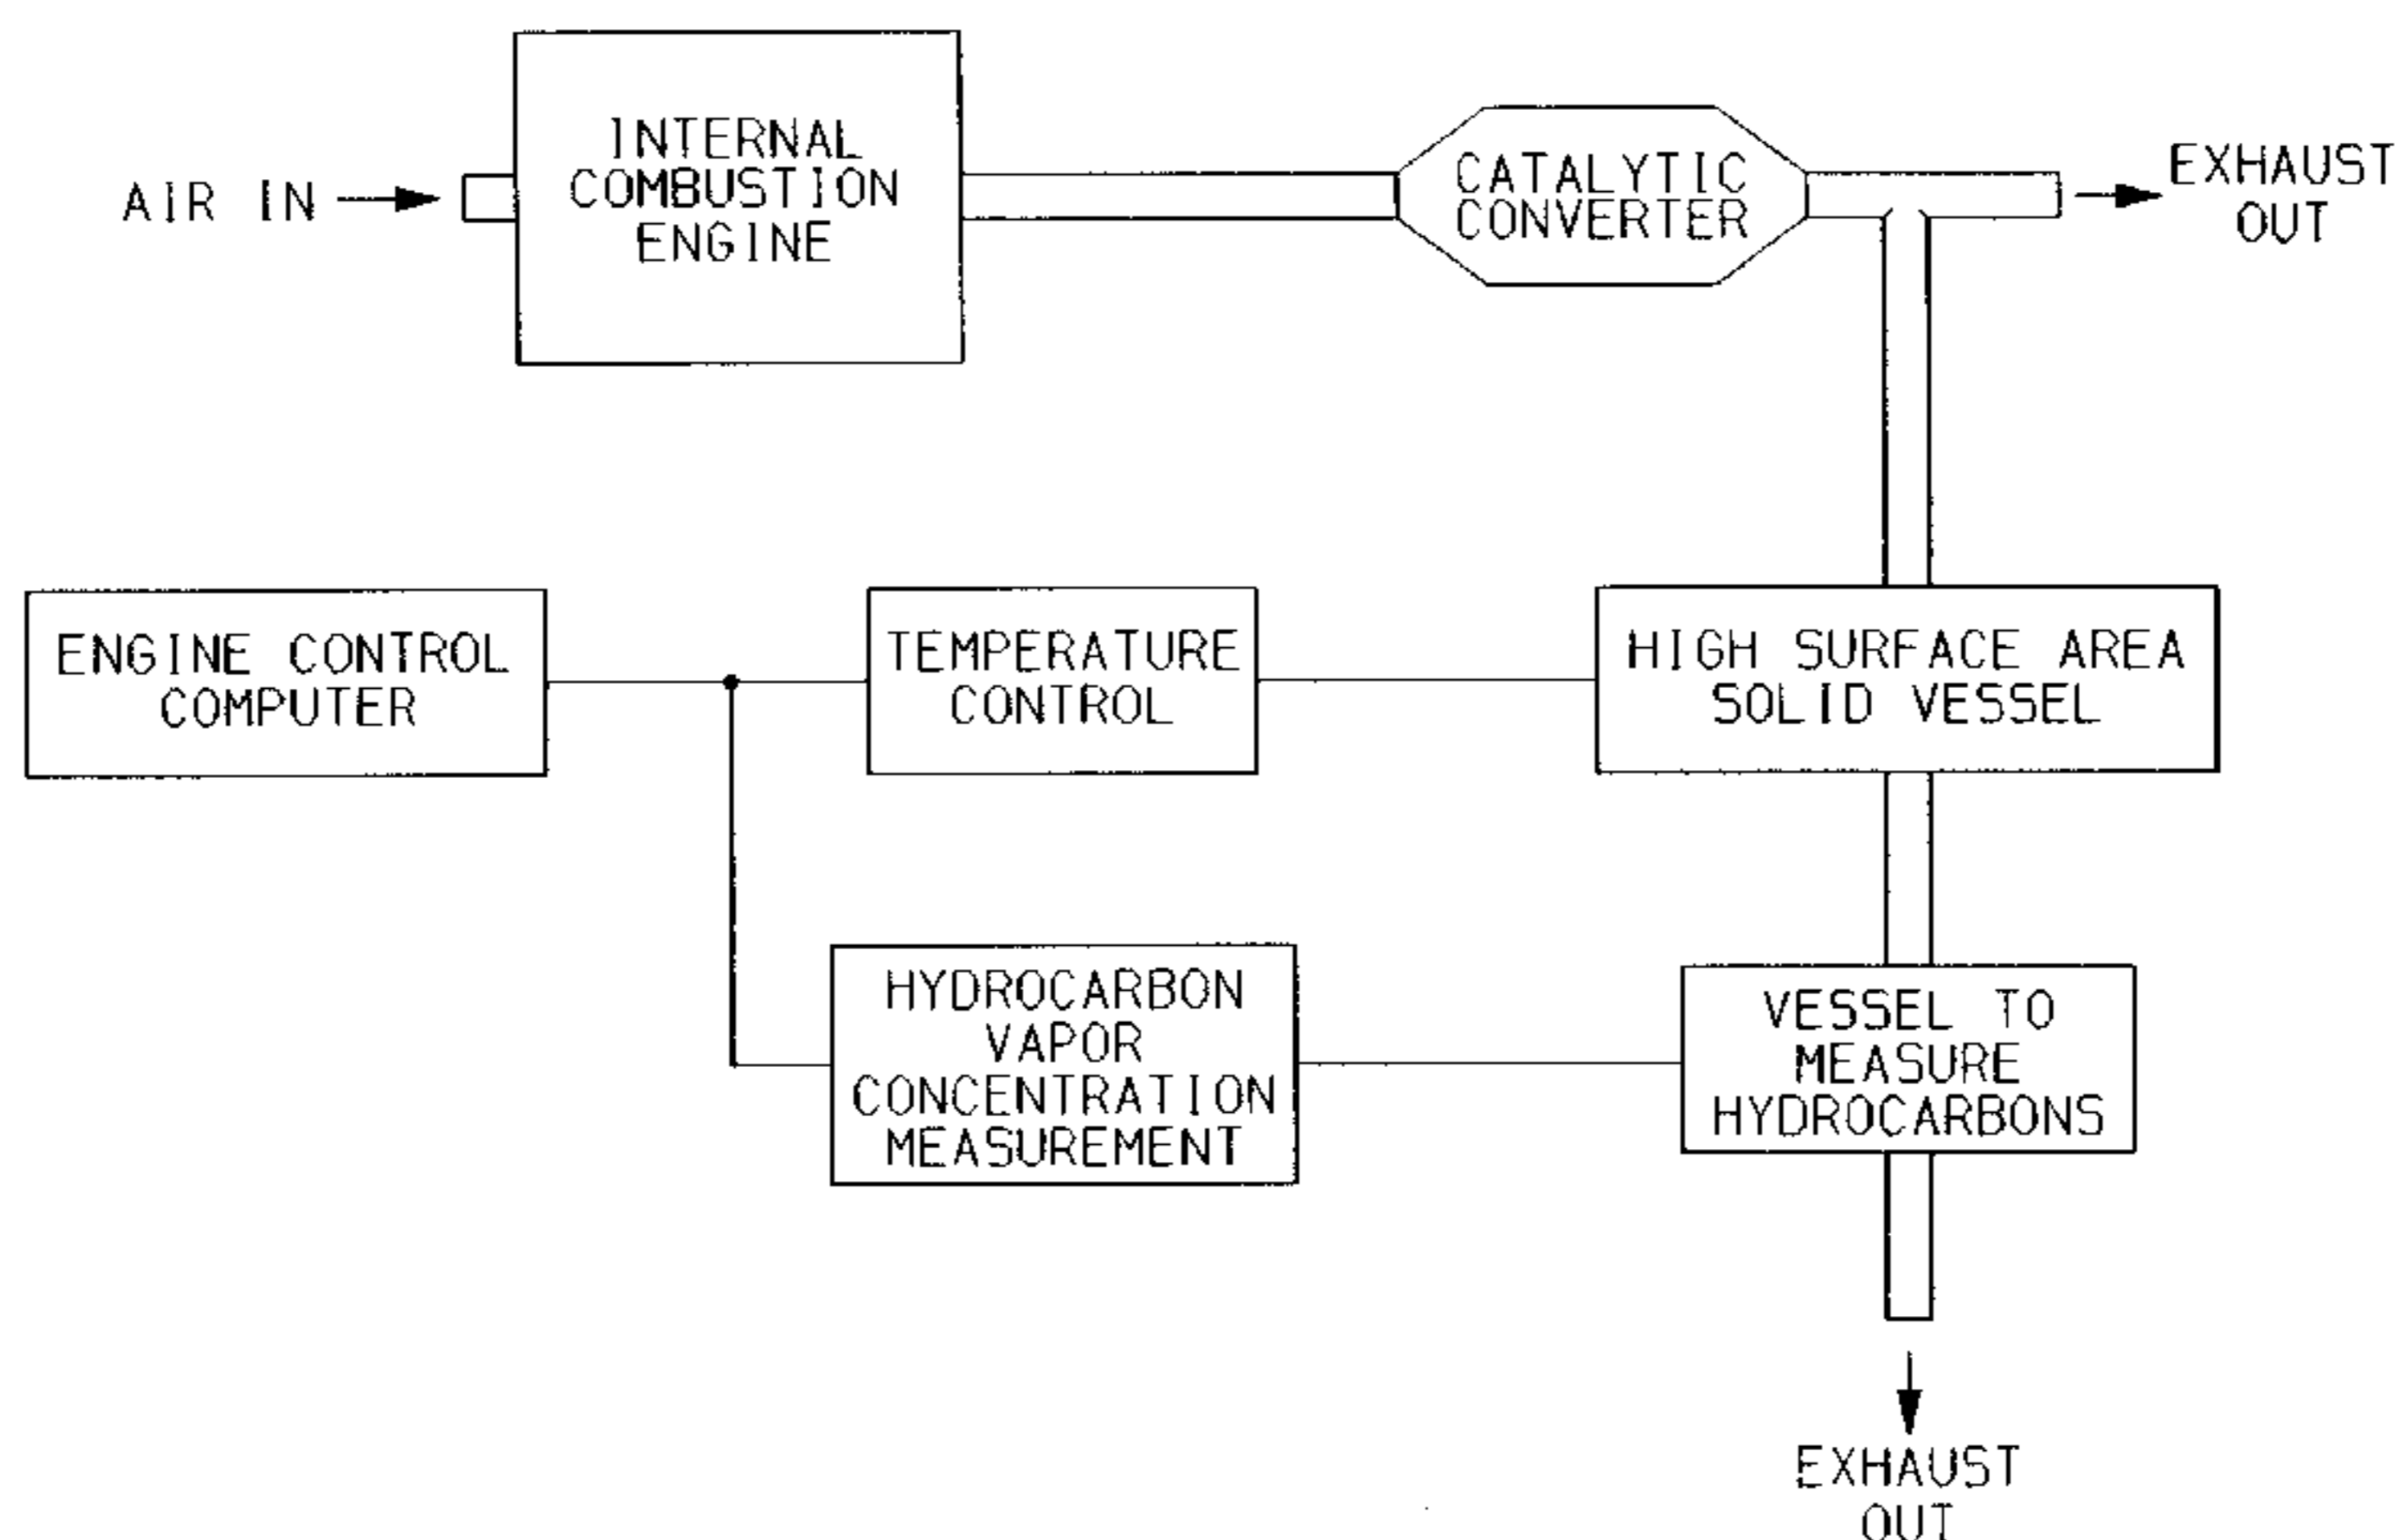 INTERNAL
COMBUSTION
ENGINE
AIR IN
CATALYTIC
CONVERTER
EXHAUST
OUT
ENGINE CONTROL
COMPUTER
TEMPERATURE
CONTROL
HIGH SURFACE AREA
SOLID VESSEL
HYDROCARBON
VAPOR
CONCENTRATION
MEASUREMENT
VESSEL TO
MEASURE
HYDROCARBONS
EXHAUST
OUT